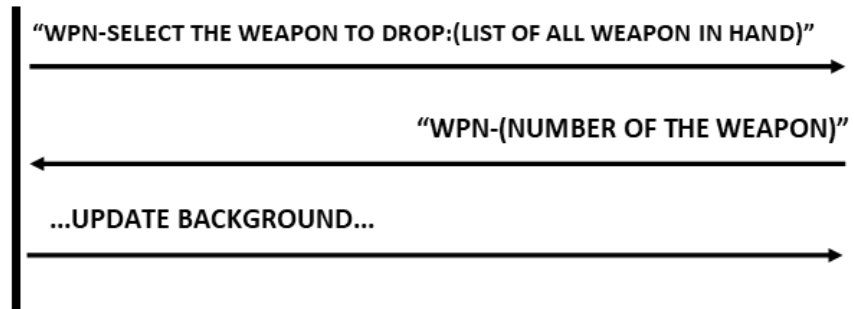 “WPN-SELECT THE WEAPON TO DROP:(LIST OF ALL WEAPON IN HAND)”
“WPN-(NUMBER OF THE WEAPON)”
...UPDATE BACKGROUND...